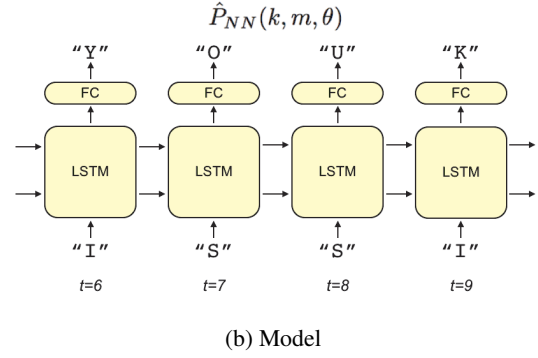 P̂_NN(k, m, θ)
“Y” “O” “U” “K”
FC FC FC FC
LSTM LSTM LSTM LSTM
“I” “S” “S” “I”
t=6 t=7 t=8 t=9
(b) Model